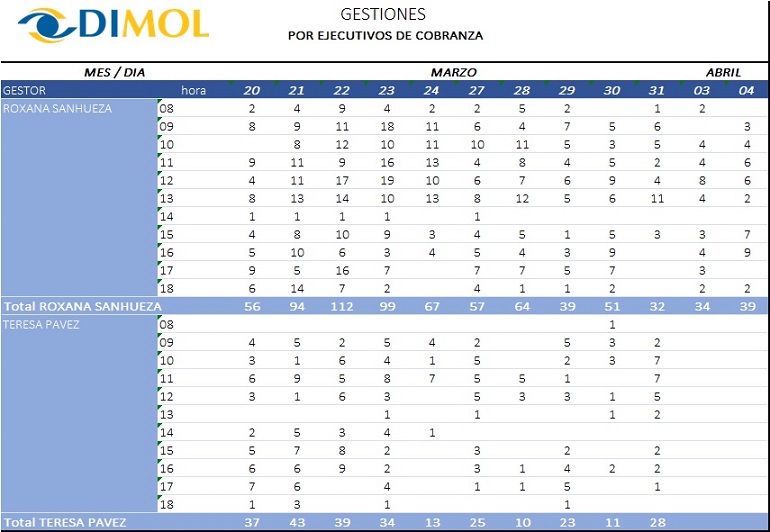 DIMOL
GESTIONES
POR EJECUTIVOS DE COBRANZA
MES / DIA MARZO ABRIL
GESTOR hora 20 21 22 23 24 27 28 29 30 31 03 04
ROXANA SANHUEZA 08 2 4 9 4 2 2 5 2 1 2
09 8 9 11 18 11 6 4 7 5 6 3
10 8 12 10 11 10 11 5 3 5 4 4
11 9 11 9 16 13 4 8 4 5 2 4 6
12 4 11 17 19 10 6 7 6 9 4 8 6
13 8 13 14 10 13 8 12 5 6 11 4 2
14 1 1 1 1 1
15 4 8 10 9 3 4 5 1 5 3 3 7
16 5 10 6 3 4 5 4 3 9 4 9
17 9 5 16 7 7 7 5 7 3
18 6 14 7 2 4 1 1 2 2 2
Total ROXANA SANHUEZA 56 94 112 99 67 57 64 39 51 32 34 39
TERESA PAVEZ 08 1
09 4 5 2 5 4 2 5 3 2
10 3 1 6 4 1 5 2 3 7
11 6 9 5 8 7 5 5 1 7
12 3 1 6 3 5 3 3 1 5
13 1 1 1 2
14 2 5 3 4 1
15 5 7 8 2 3 2 2
16 6 6 9 2 3 1 4 2 2
17 7 6 4 1 1 5 1
18 1 3 1 1
Total TERESA PAVEZ 37 43 39 34 13 25 10 23 11 28